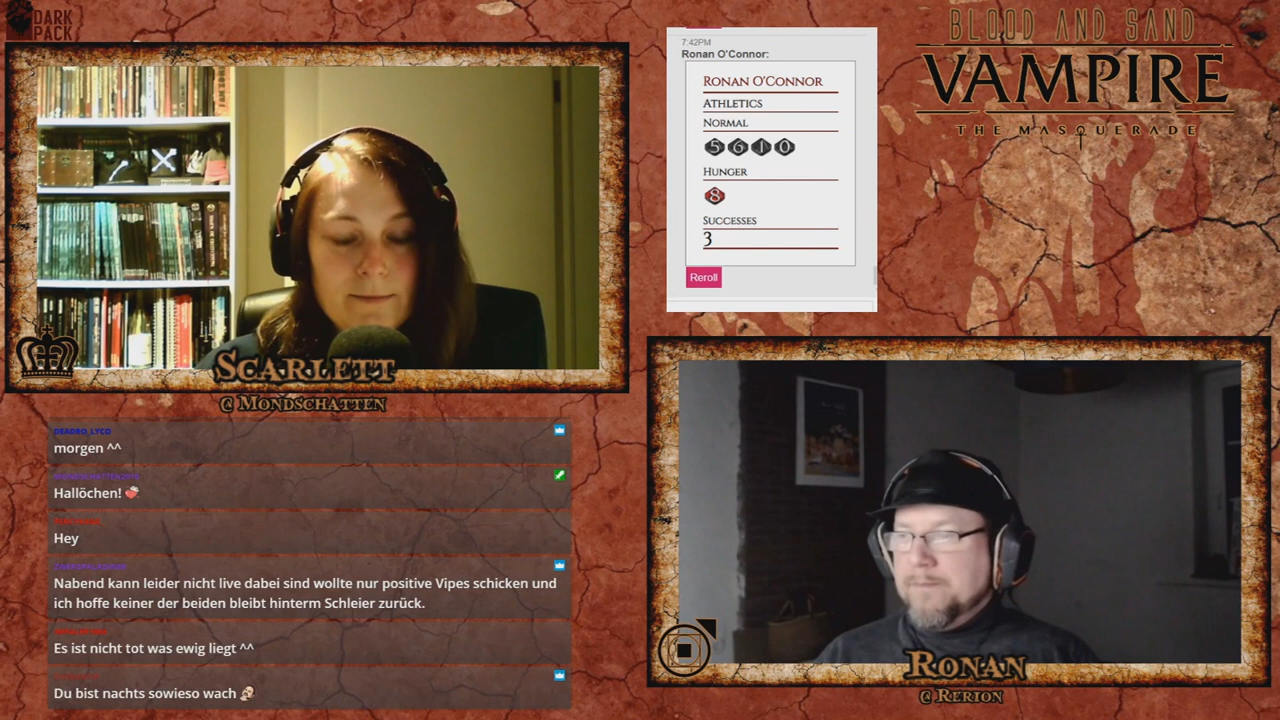 DARK
PACK
BLOOD AND SAND
VAMPIRE
THE MASQUERADE
7:42PM
Ronan O'Connor:
RONAN O'CONNOR
ATHLETICS
NORMAL
5 6 1 0
HUNGER
8
SUCCESSES
3
Reroll
SCARLETT
@ MONDSCHATTEN
DEADRO_LYCO
morgen ^^
Hallöchen!
Hey
Nabend kann leider nicht live dabei sind wollte nur positive Vipes schicken und
ich hoffe keiner der beiden bleibt hinterm Schleier zurück.
Es ist nicht tot was ewig liegt ^^
Du bist nachts sowieso wach
RONAN
@ RERION